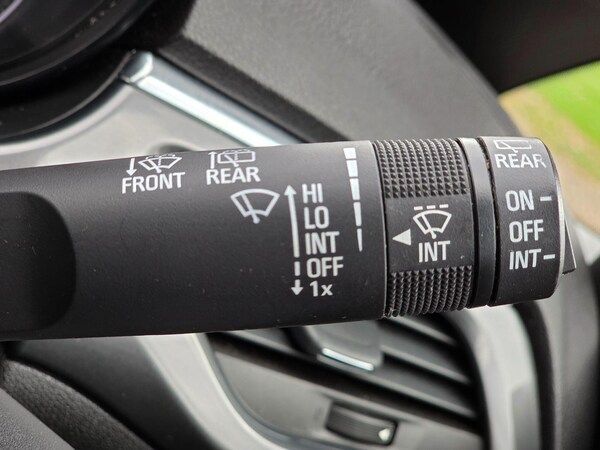 FRONT
REAR
HI
LO
INT
OFF
1x
INT
REAR
ON
OFF
INT